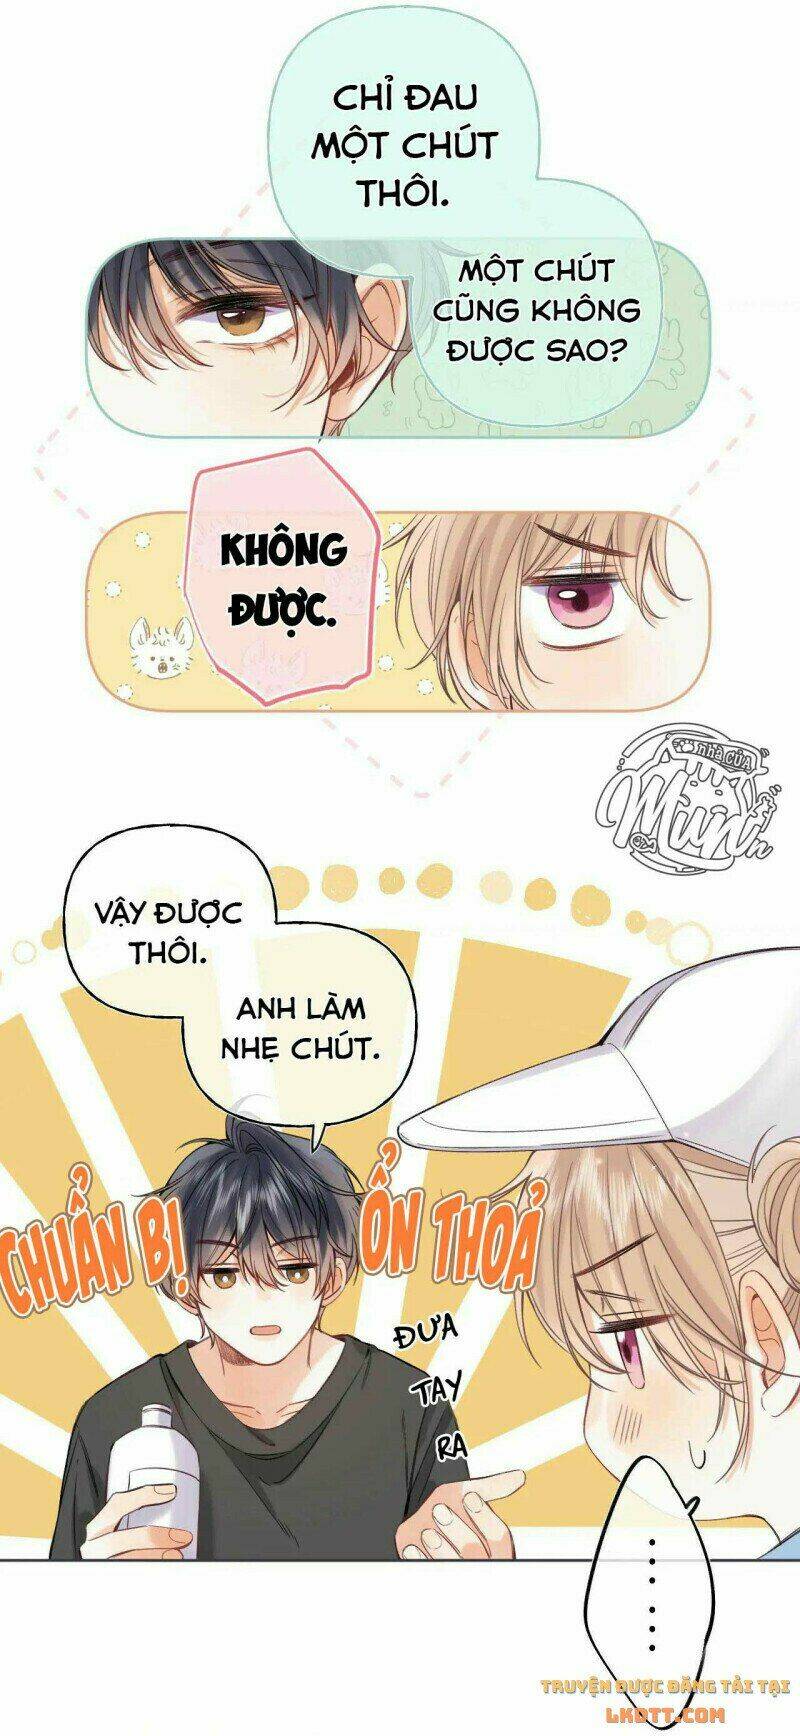 CHỈ ĐAU
MỘT CHÚT
THÔI.
MỘT CHÚT
CŨNG KHÔNG
ĐƯỢC SAO?
KHÔNG
ĐƯỢC.
nhà CỦA
Mun
n
VẬY ĐƯỢC
THÔI.
ANH LÀM
NHẸ CHÚT.
CHUẨN BỊ
ỔN THOẢ
ĐƯA
TAY
RA
......
TRUYỆN ĐƯỢC ĐĂNG TẢI TẠI
LKDTT.COM